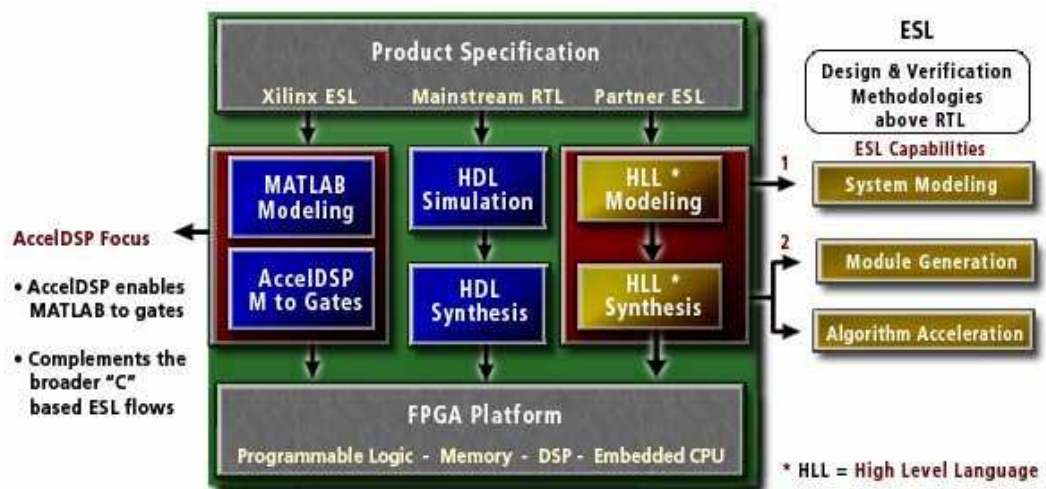 Product Specification
Xilinx ESL
Mainstream RTL
Partner ESL
MATLAB
Modeling
AccelDSP
M to Gates
HDL
Simulation
HDL
Synthesis
HLL *
Modeling
HLL *
Synthesis
FPGA Platform
Programmable Logic - Memory - DSP - Embedded CPU
AccelDSP Focus
• AccelDSP enables
MATLAB to gates
• Complements the
broader "C"
based ESL flows
ESL
Design & Verification
Methodologies
above RTL
ESL Capabilities
1
System Modeling
2
Module Generation
Algorithm Acceleration
* HLL = High Level Language